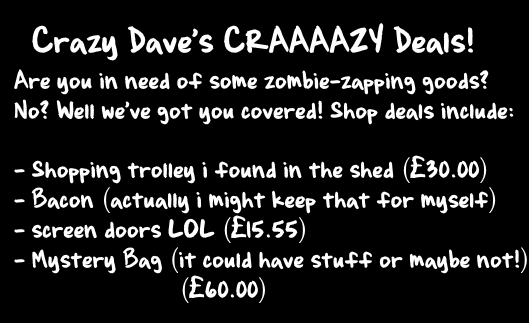 Crazy Dave's CRAAAAZY Deals!
Are you in need of some zombie-zapping goods?
No? Well we've got you covered! Shop deals include:
- Shopping trolley i found in the shed (£30.00)
- Bacon (actually i might keep that for myself)
- screen doors LOL (£15.55)
- Mystery Bag (it could have stuff or maybe not!)
(£60.00)